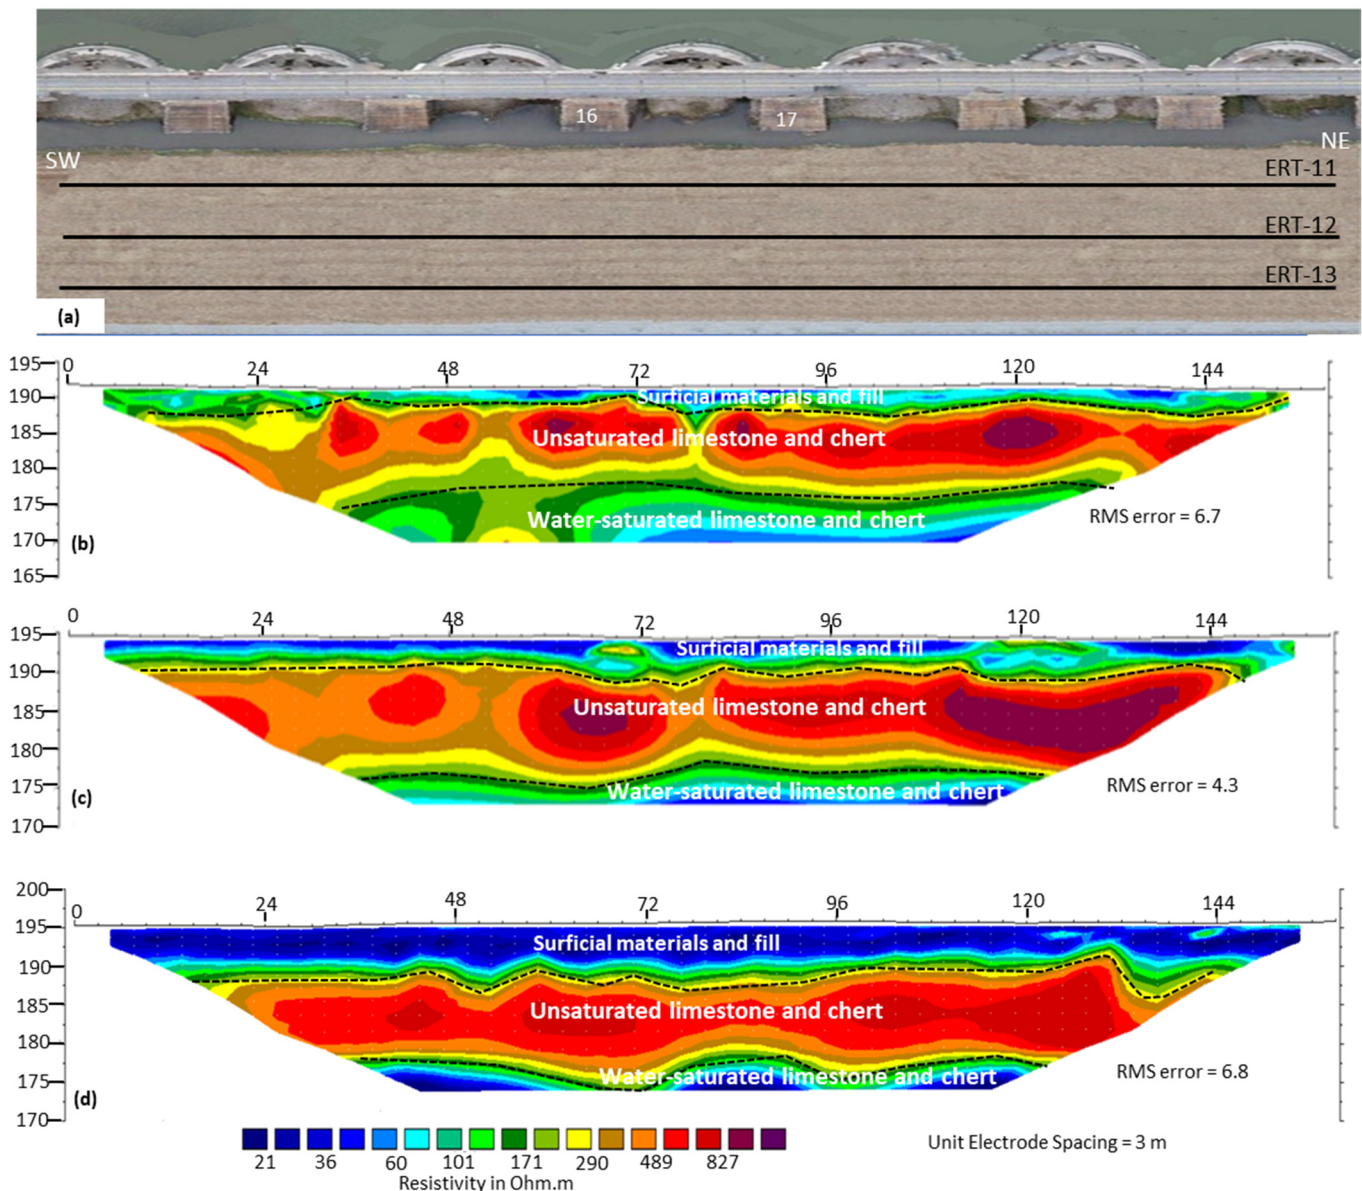 16
17
SW
NE
ERT-11
ERT-12
ERT-13
(a)
195
0
24
48
72
96
120
144
190
Surficial materials and fill
185
Unsaturated limestone and chert
180
175
Water-saturated limestone and chert
RMS error = 6.7
170
(b)
165
0
24
48
72
96
120
144
195
Surficial materials and fill
190
185
Unsaturated limestone and chert
180
175
Water-saturated limestone and chert
RMS error = 4.3
(c)
170
200
0
24
48
72
96
120
144
195
Surficial materials and fill
190
185
Unsaturated limestone and chert
180
175
Water-saturated limestone and chert
RMS error = 6.8
(d)
170
21 36 60 101 171 290 489 827
Resistivity in Ohm.m
Unit Electrode Spacing = 3 m